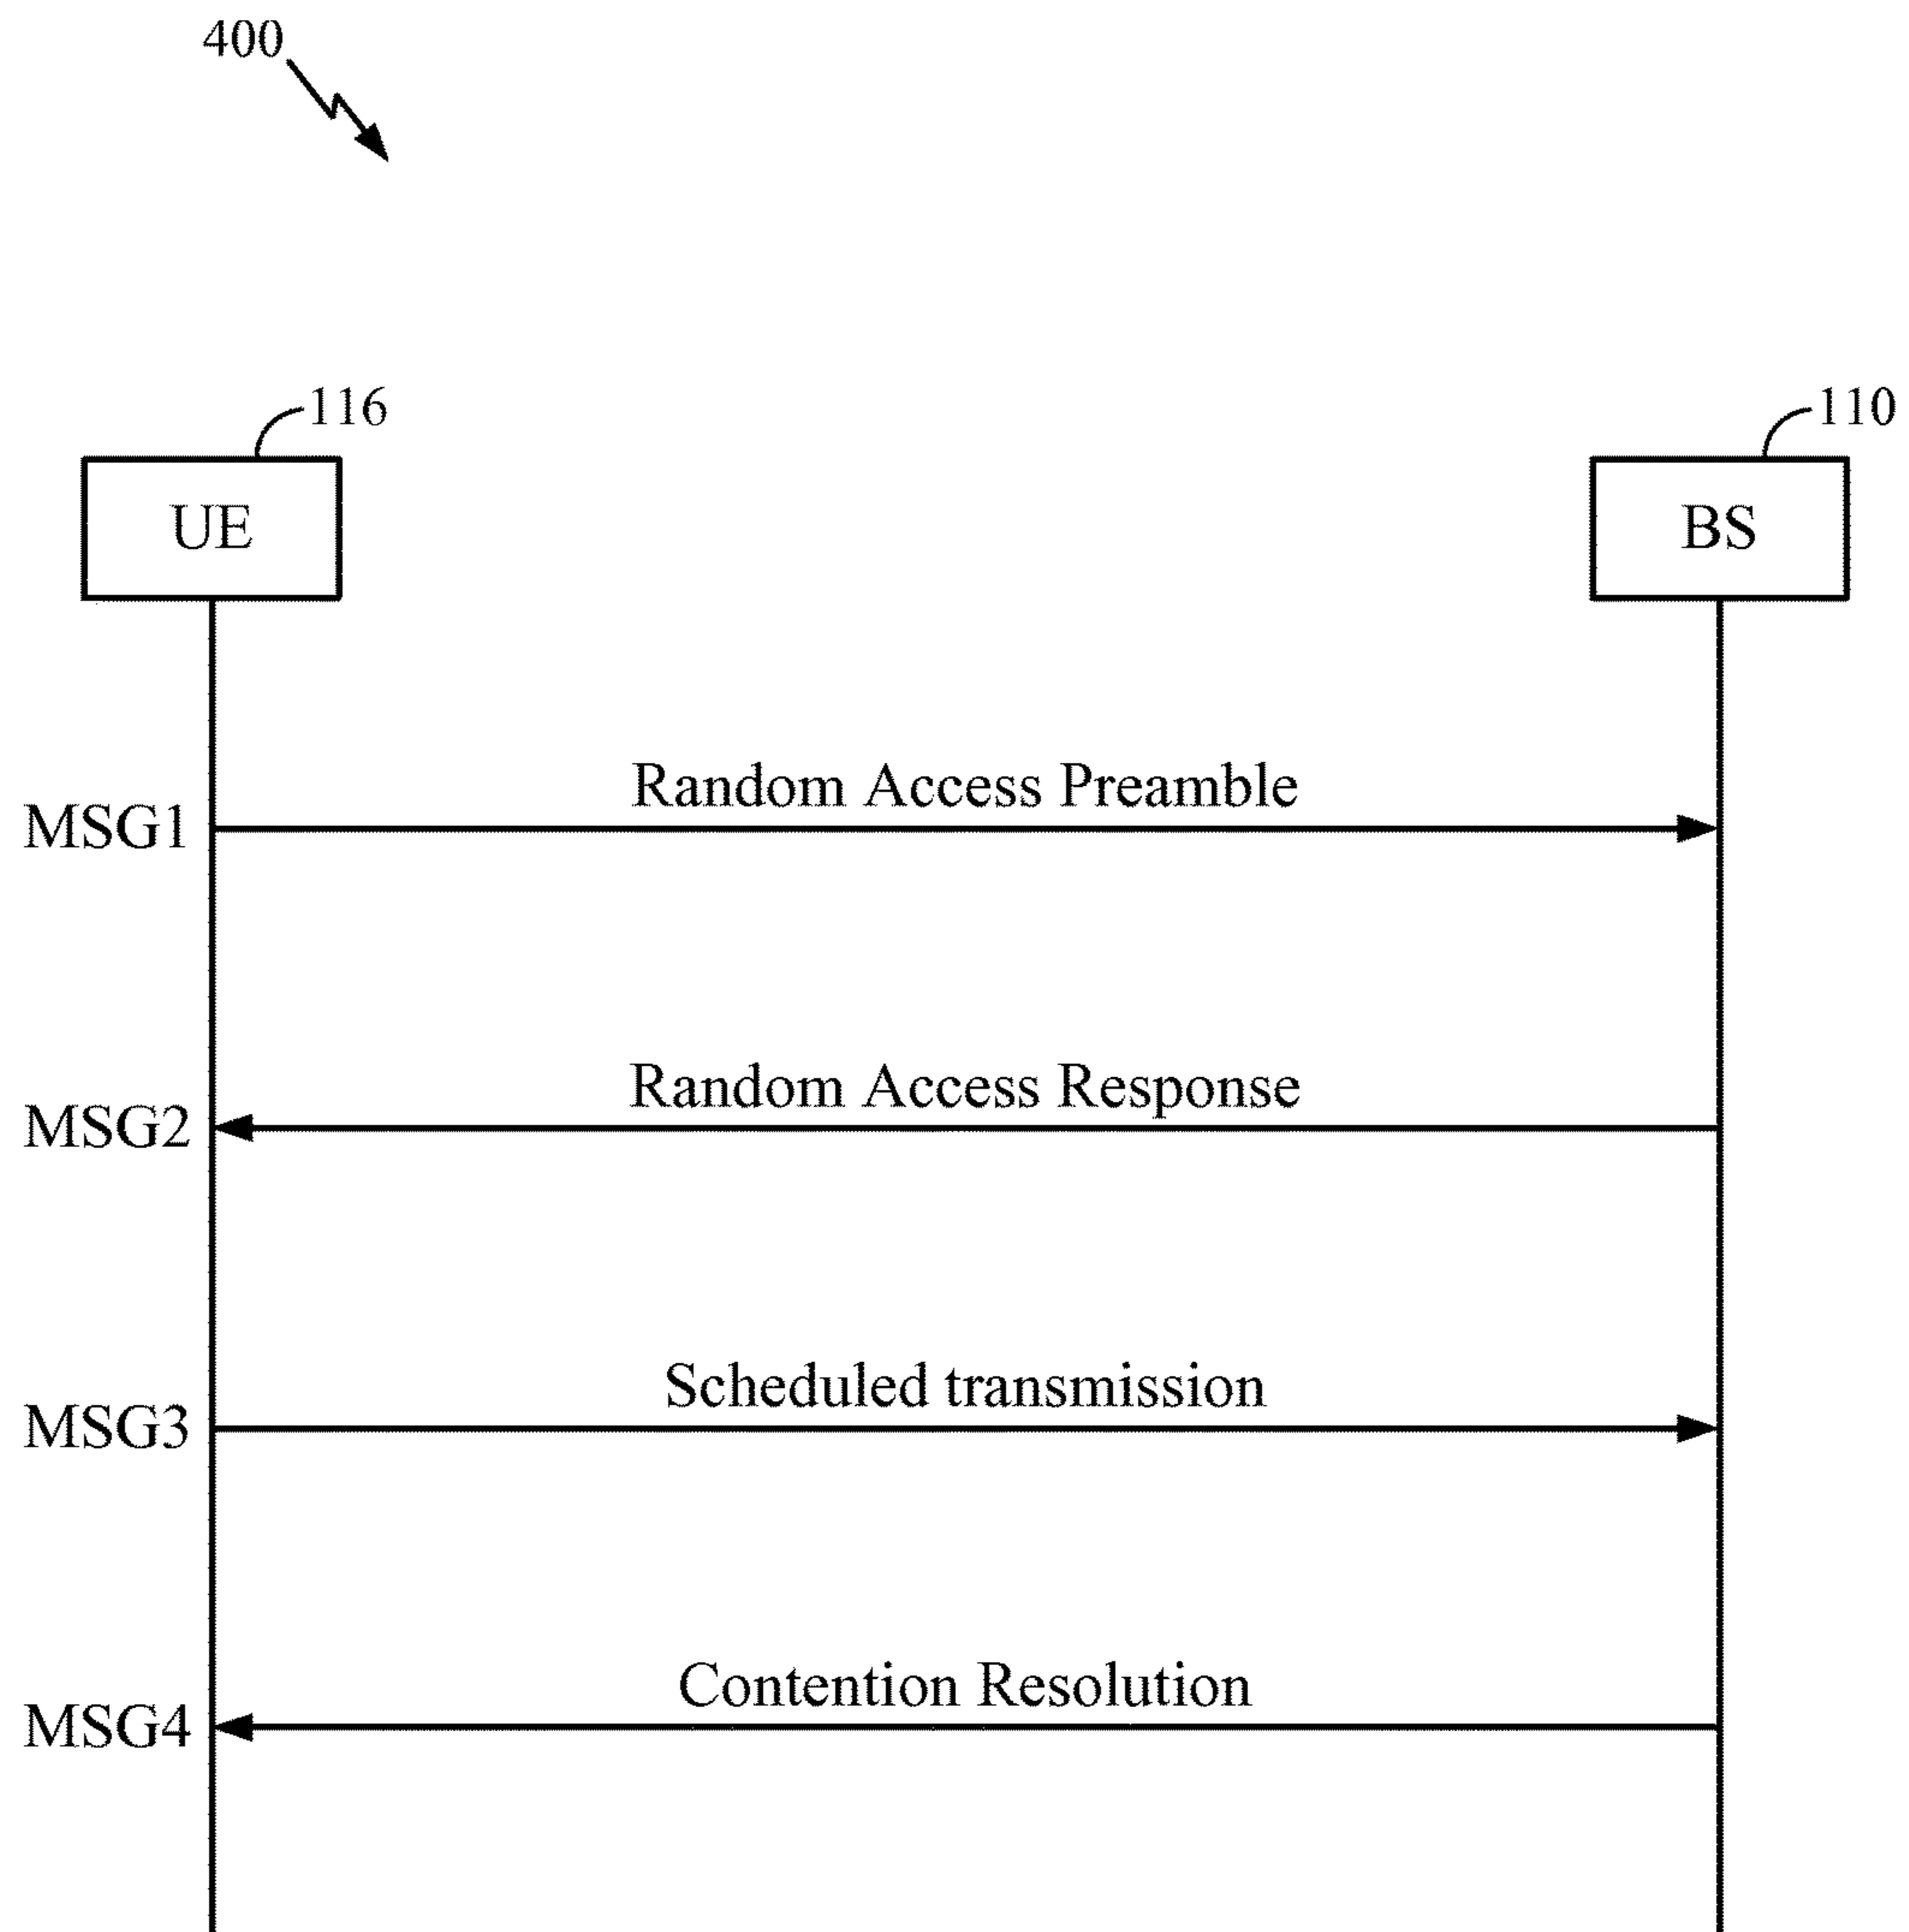 400
116
110
UE
BS
Random Access Preamble
MSG1
Random Access Response
MSG2
Scheduled transmission
MSG3
Contention Resolution
MSG4